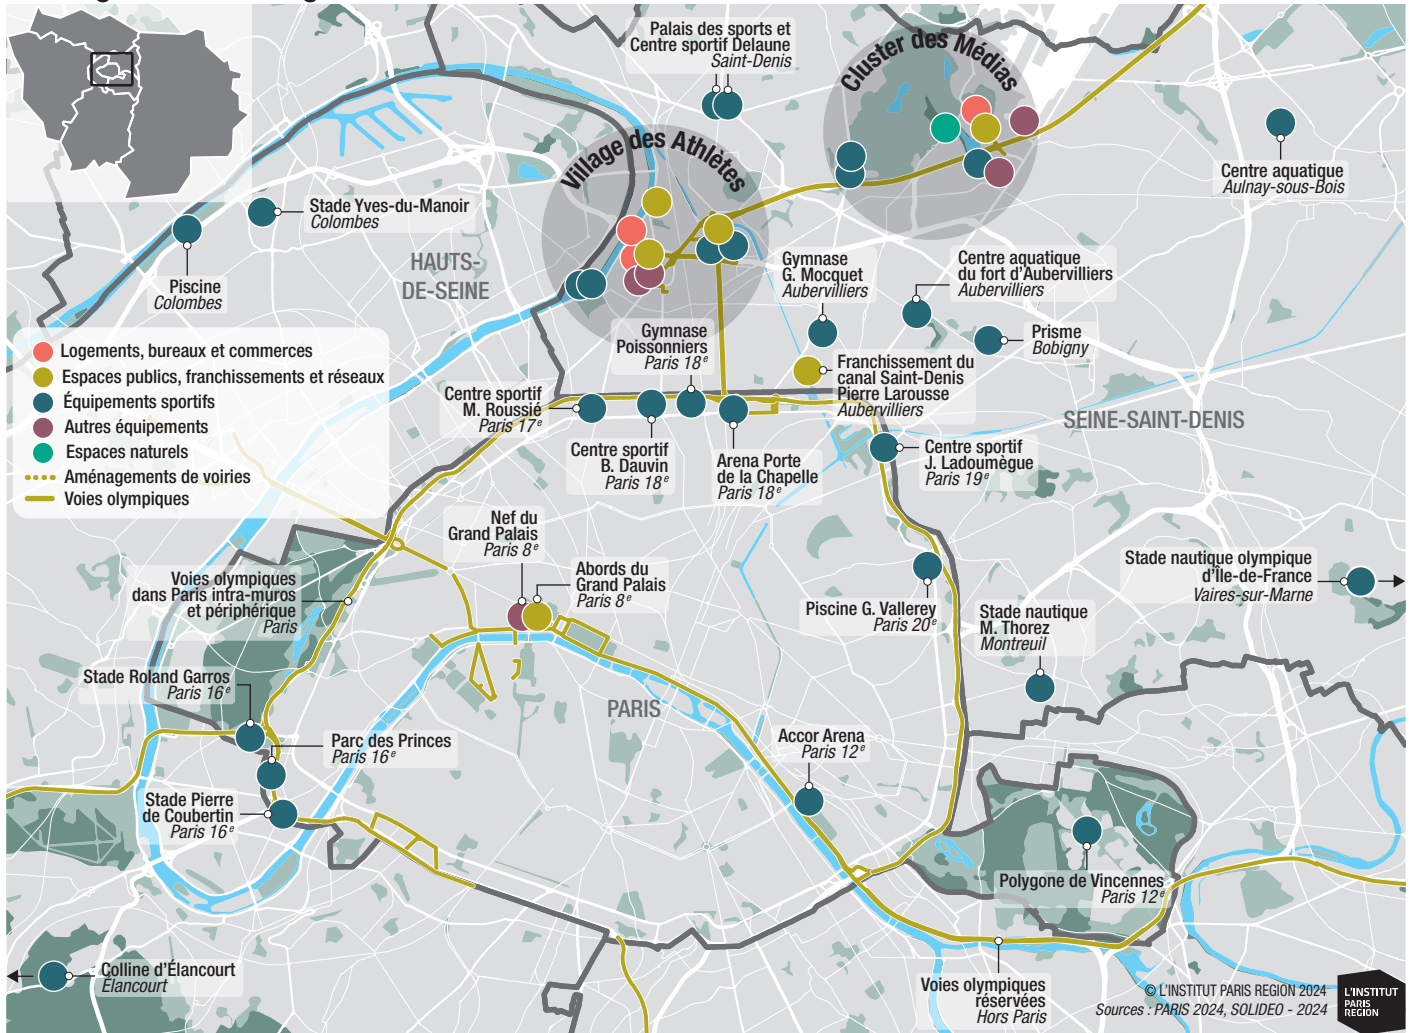 Palais des sports et
Centre sportif Delaune
Saint-Denis
Cluster des Médias
Village des Athlètes
Centre aquatique
Aulnay-sous-Bois
Stade Yves-du-Manoir
Colombes
Piscine
Colombes
HAUTS-
DE-SEINE
Gymnase
G. Mocquet
Aubervilliers
Centre aquatique
du fort d'Aubervilliers
Aubervilliers
Prisme
Bobigny
Gymnase
Poissonniers
Paris 18e
Franchissement du
canal Saint-Denis
Pierre Larousse
Aubervilliers
Logements, bureaux et commerces
Espaces publics, franchissements et réseaux
Équipements sportifs
Autres équipements
Espaces naturels
Aménagements de voiries
Voies olympiques
Centre sportif
M. Roussié
Paris 17e
Centre sportif
B. Dauvin
Paris 18e
Arena Porte
de la Chapelle
Paris 18e
SEINE-SAINT-DENIS
Centre sportif
J. Ladoumègue
Paris 19e
Nef du
Grand Palais
Paris 8e
Abords du
Grand Palais
Paris 8e
Voies olympiques
dans Paris intra-muros
et périphérique
Paris
Stade nautique olympique
d'Île-de-France
Vaires-sur-Marne
Piscine G. Vallerey
Paris 20e
Stade nautique
M. Thorez
Montreuil
Stade Roland Garros
Paris 16e
PARIS
Parc des Princes
Paris 16e
Accor Arena
Paris 12e
Stade Pierre
de Coubertin
Paris 16e
Polygone de Vincennes
Paris 12e
Colline d'Élancourt
Élancourt
Voies olympiques
réservées
Hors Paris
© L'INSTITUT PARIS REGION 2024
Sources : PARIS 2024, SOLIDEO - 2024
L'INSTITUT
PARIS
REGION